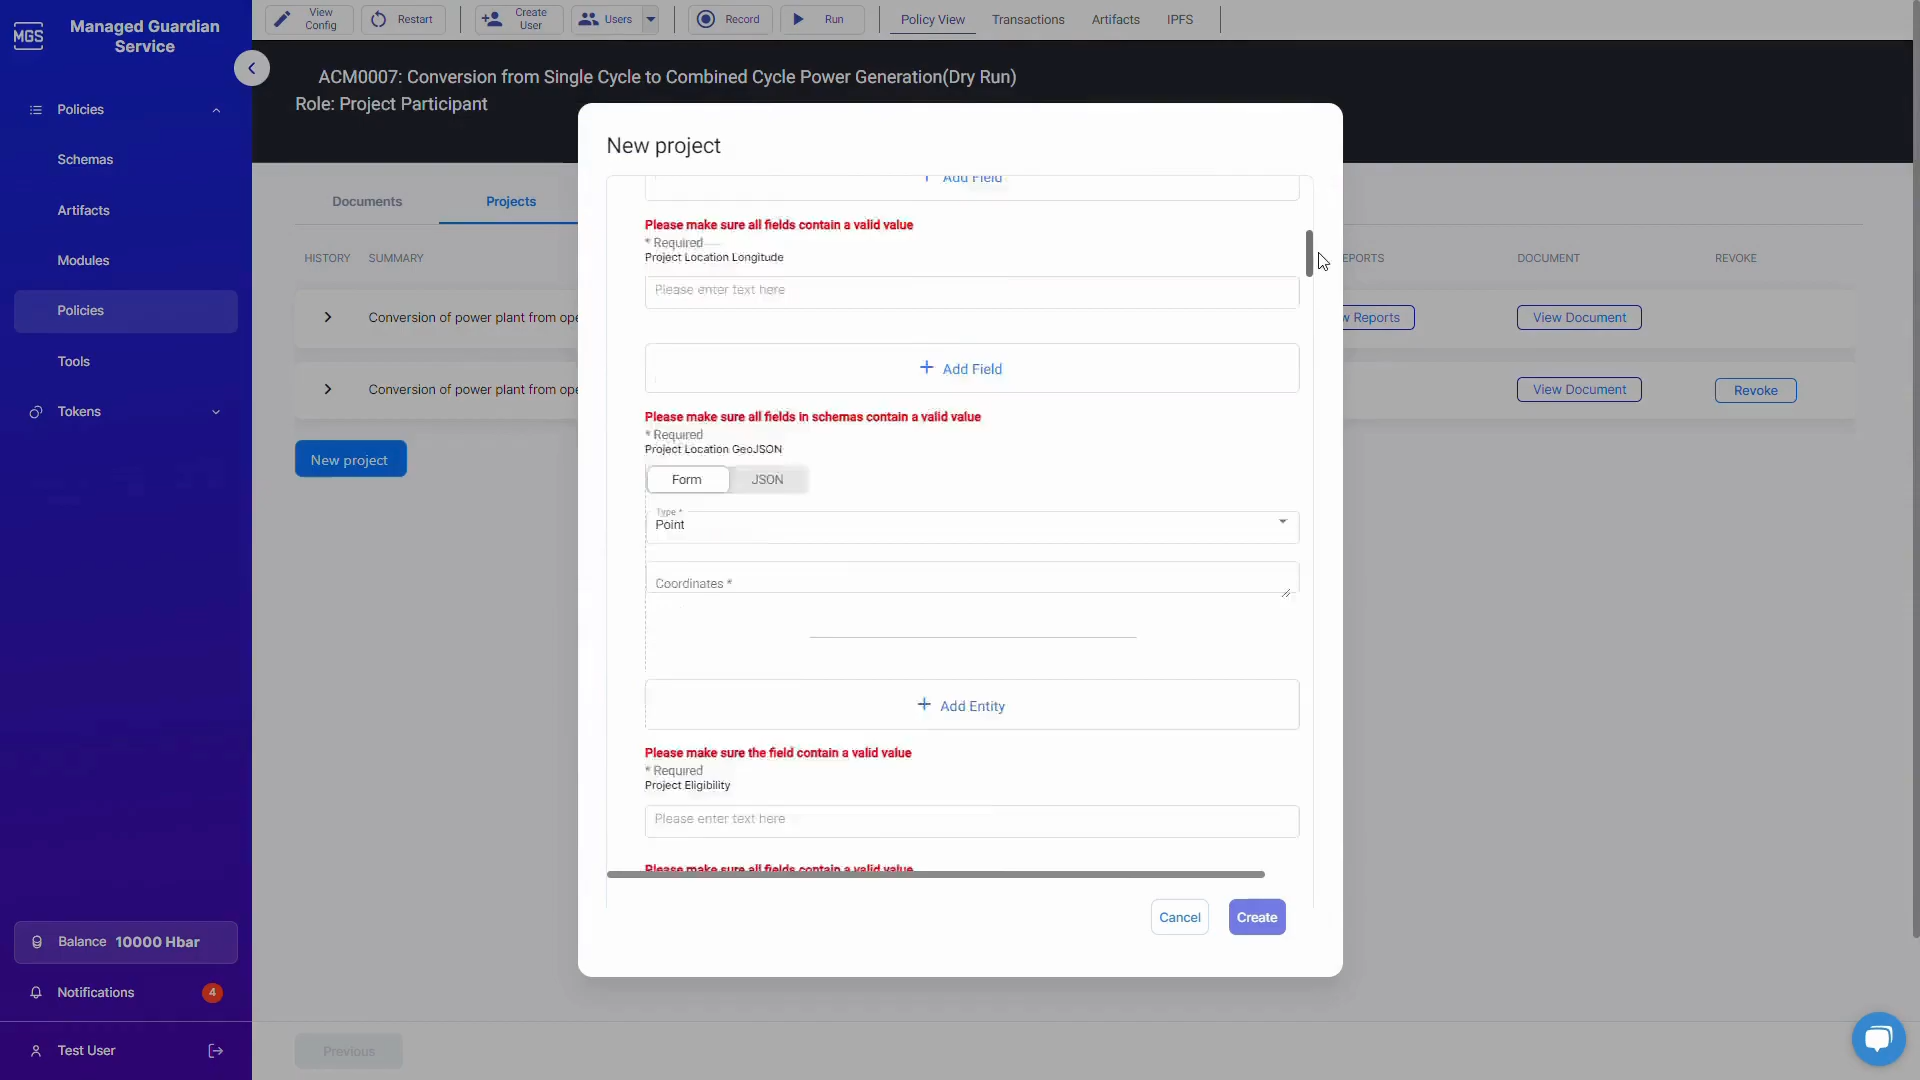 MGS
Managed Guardian
Service
Policies
Schemas
Artifacts
Modules
Policies
Tools
Tokens
Balance 10000 Hbar
Notifications 4
Test User
View
Config
Restart
Create
User
Users
Record
Run
Policy View
Transactions
Artifacts
IPFS
ACM0007: Conversion from Single Cycle to Combined Cycle Power Generation(Dry Run)
Role: Project Participant
Documents
Projects
HISTORY
SUMMARY
EPORTS
DOCUMENT
REVOKE
Conversion of power plant from ope
w Reports
View Document
Conversion of power plant from ope
View Document
Revoke
New project
Previous
New project
Add Field
Please make sure all fields contain a valid value
* Required
Project Location Longitude
Please enter text here
+ Add Field
Please make sure all fields in schemas contain a valid value
* Required
Project Location GeoJSON
Form
JSON
Type *
Point
Coordinates *
+ Add Entity
Please make sure the field contain a valid value
* Required
Project Eligibility
Please enter text here
Please make sure all fields contain a valid value
Cancel
Create